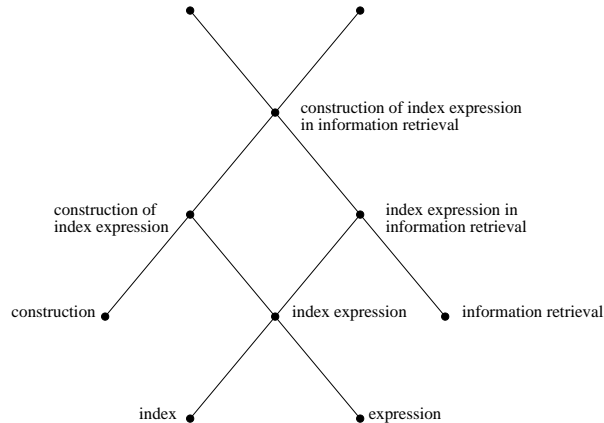 construction of index expression
in information retrieval
construction of
index expression
index expression in
information retrieval
construction
index expression
information retrieval
index
expression